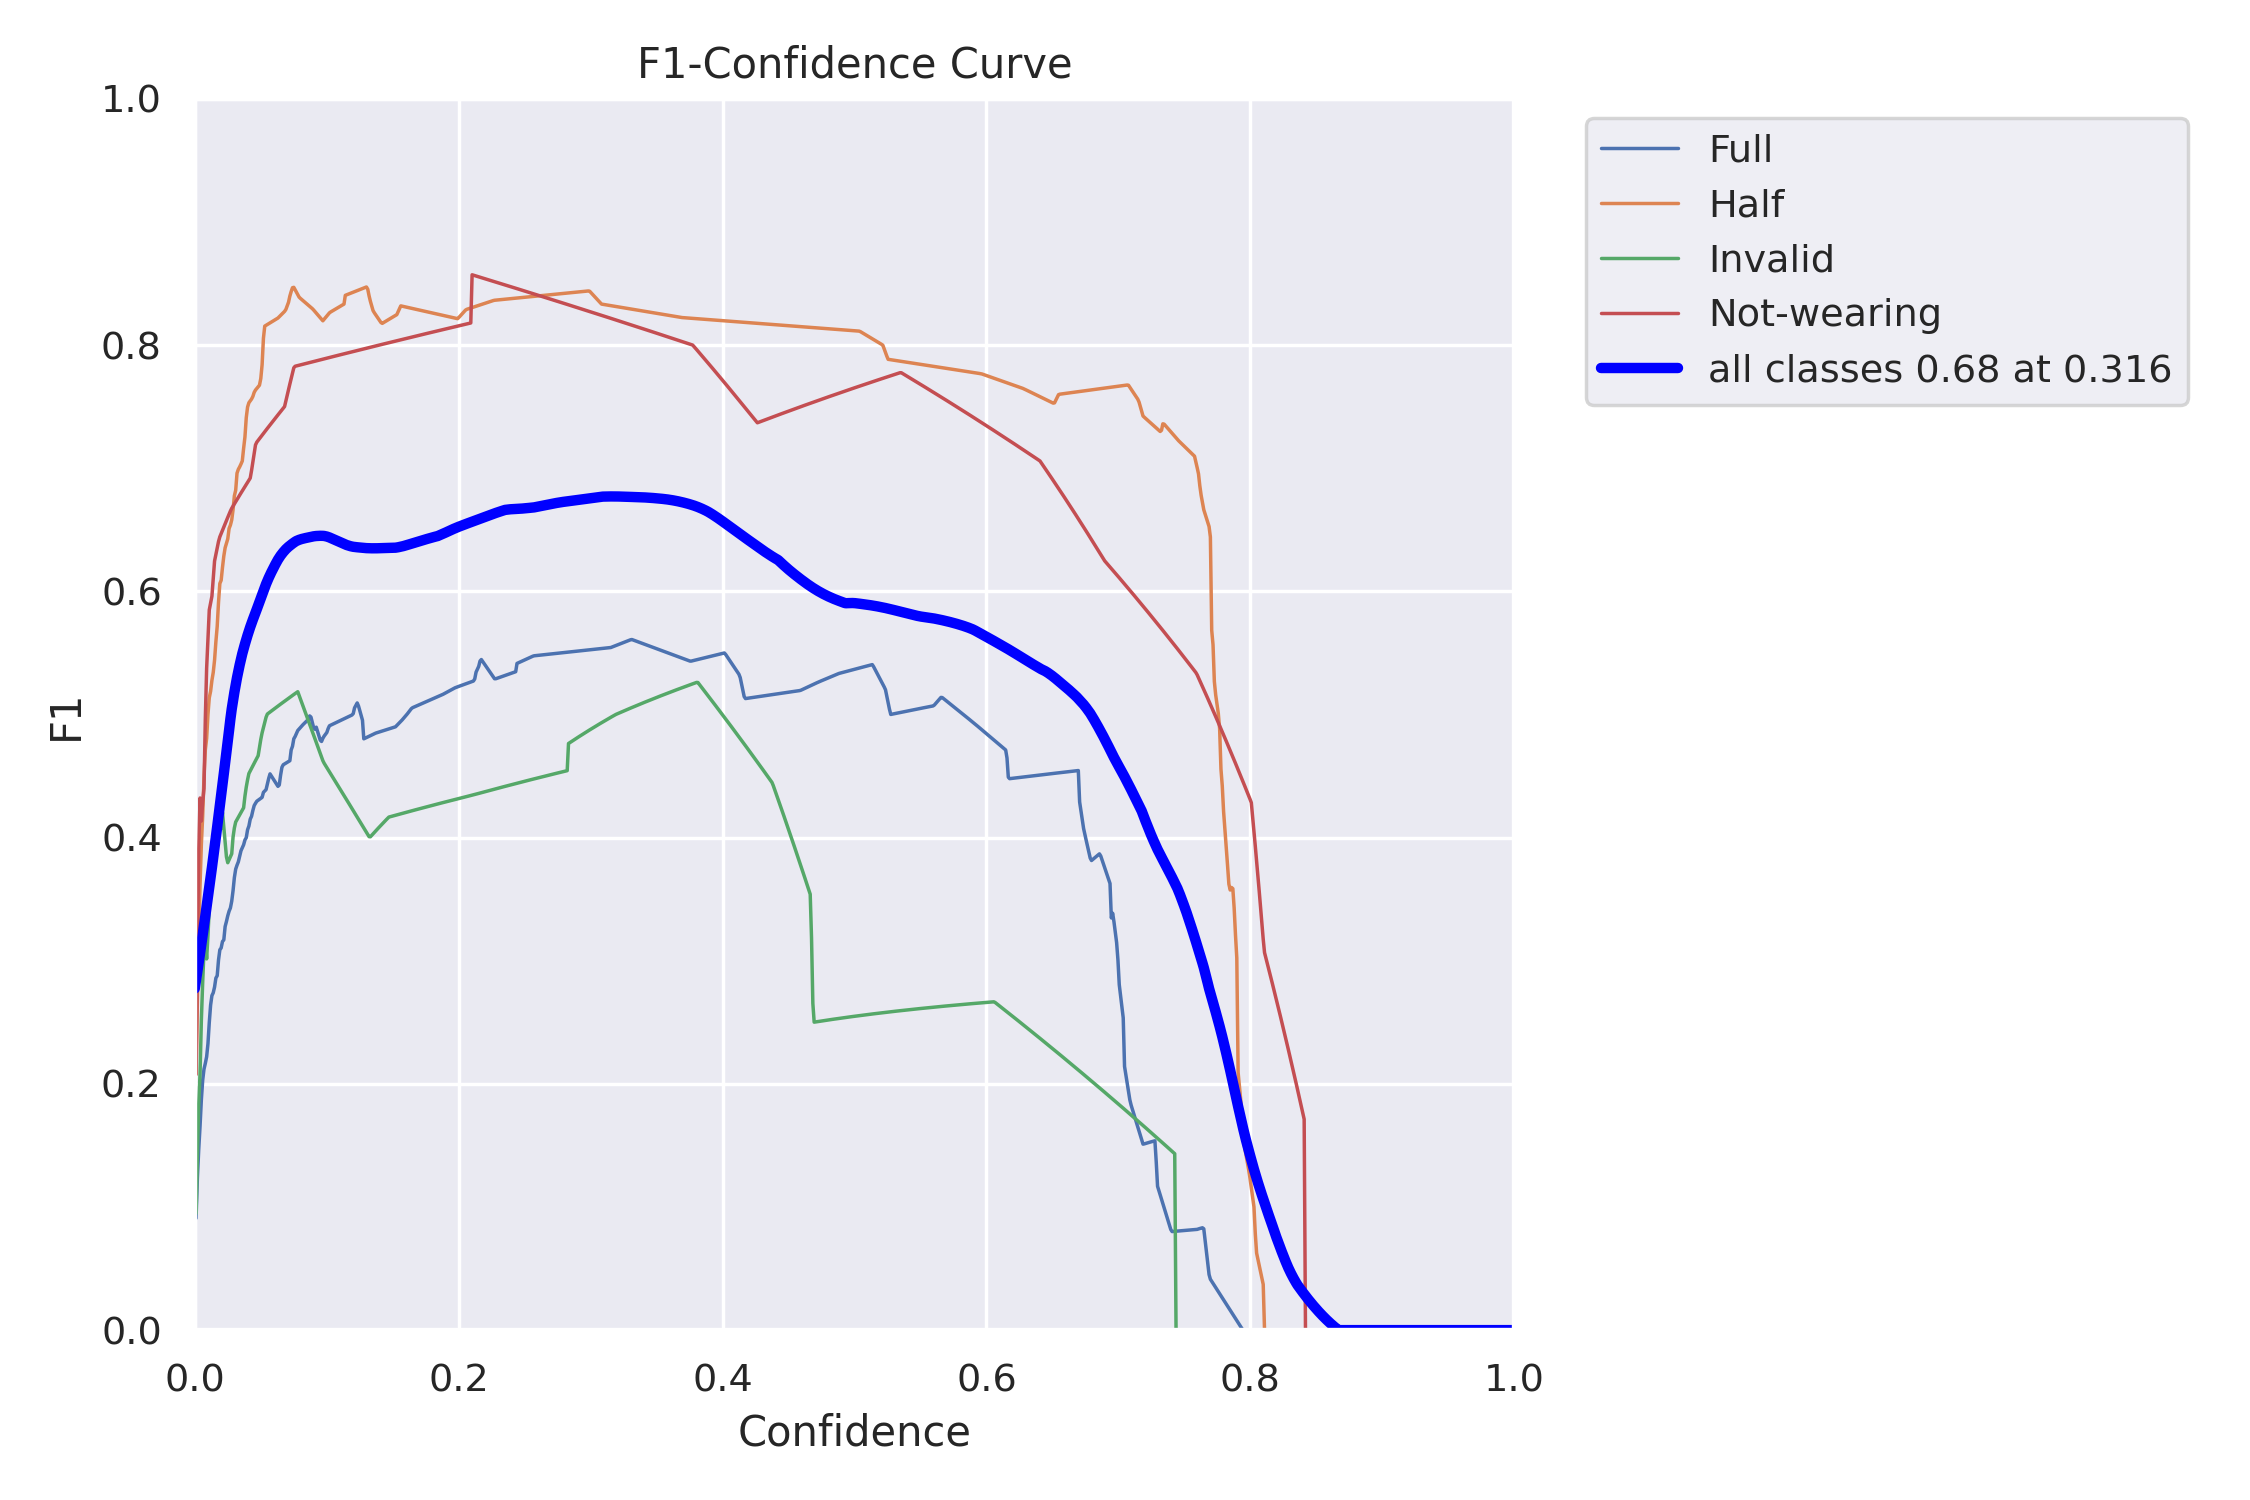 F1-Confidence Curve
1.0
0.8
0.6
0.4
0.2
0.0
F1
0.0 0.2 0.4 0.6 0.8 1.0
Confidence
Full
Half
Invalid
Not-wearing
all classes 0.68 at 0.316